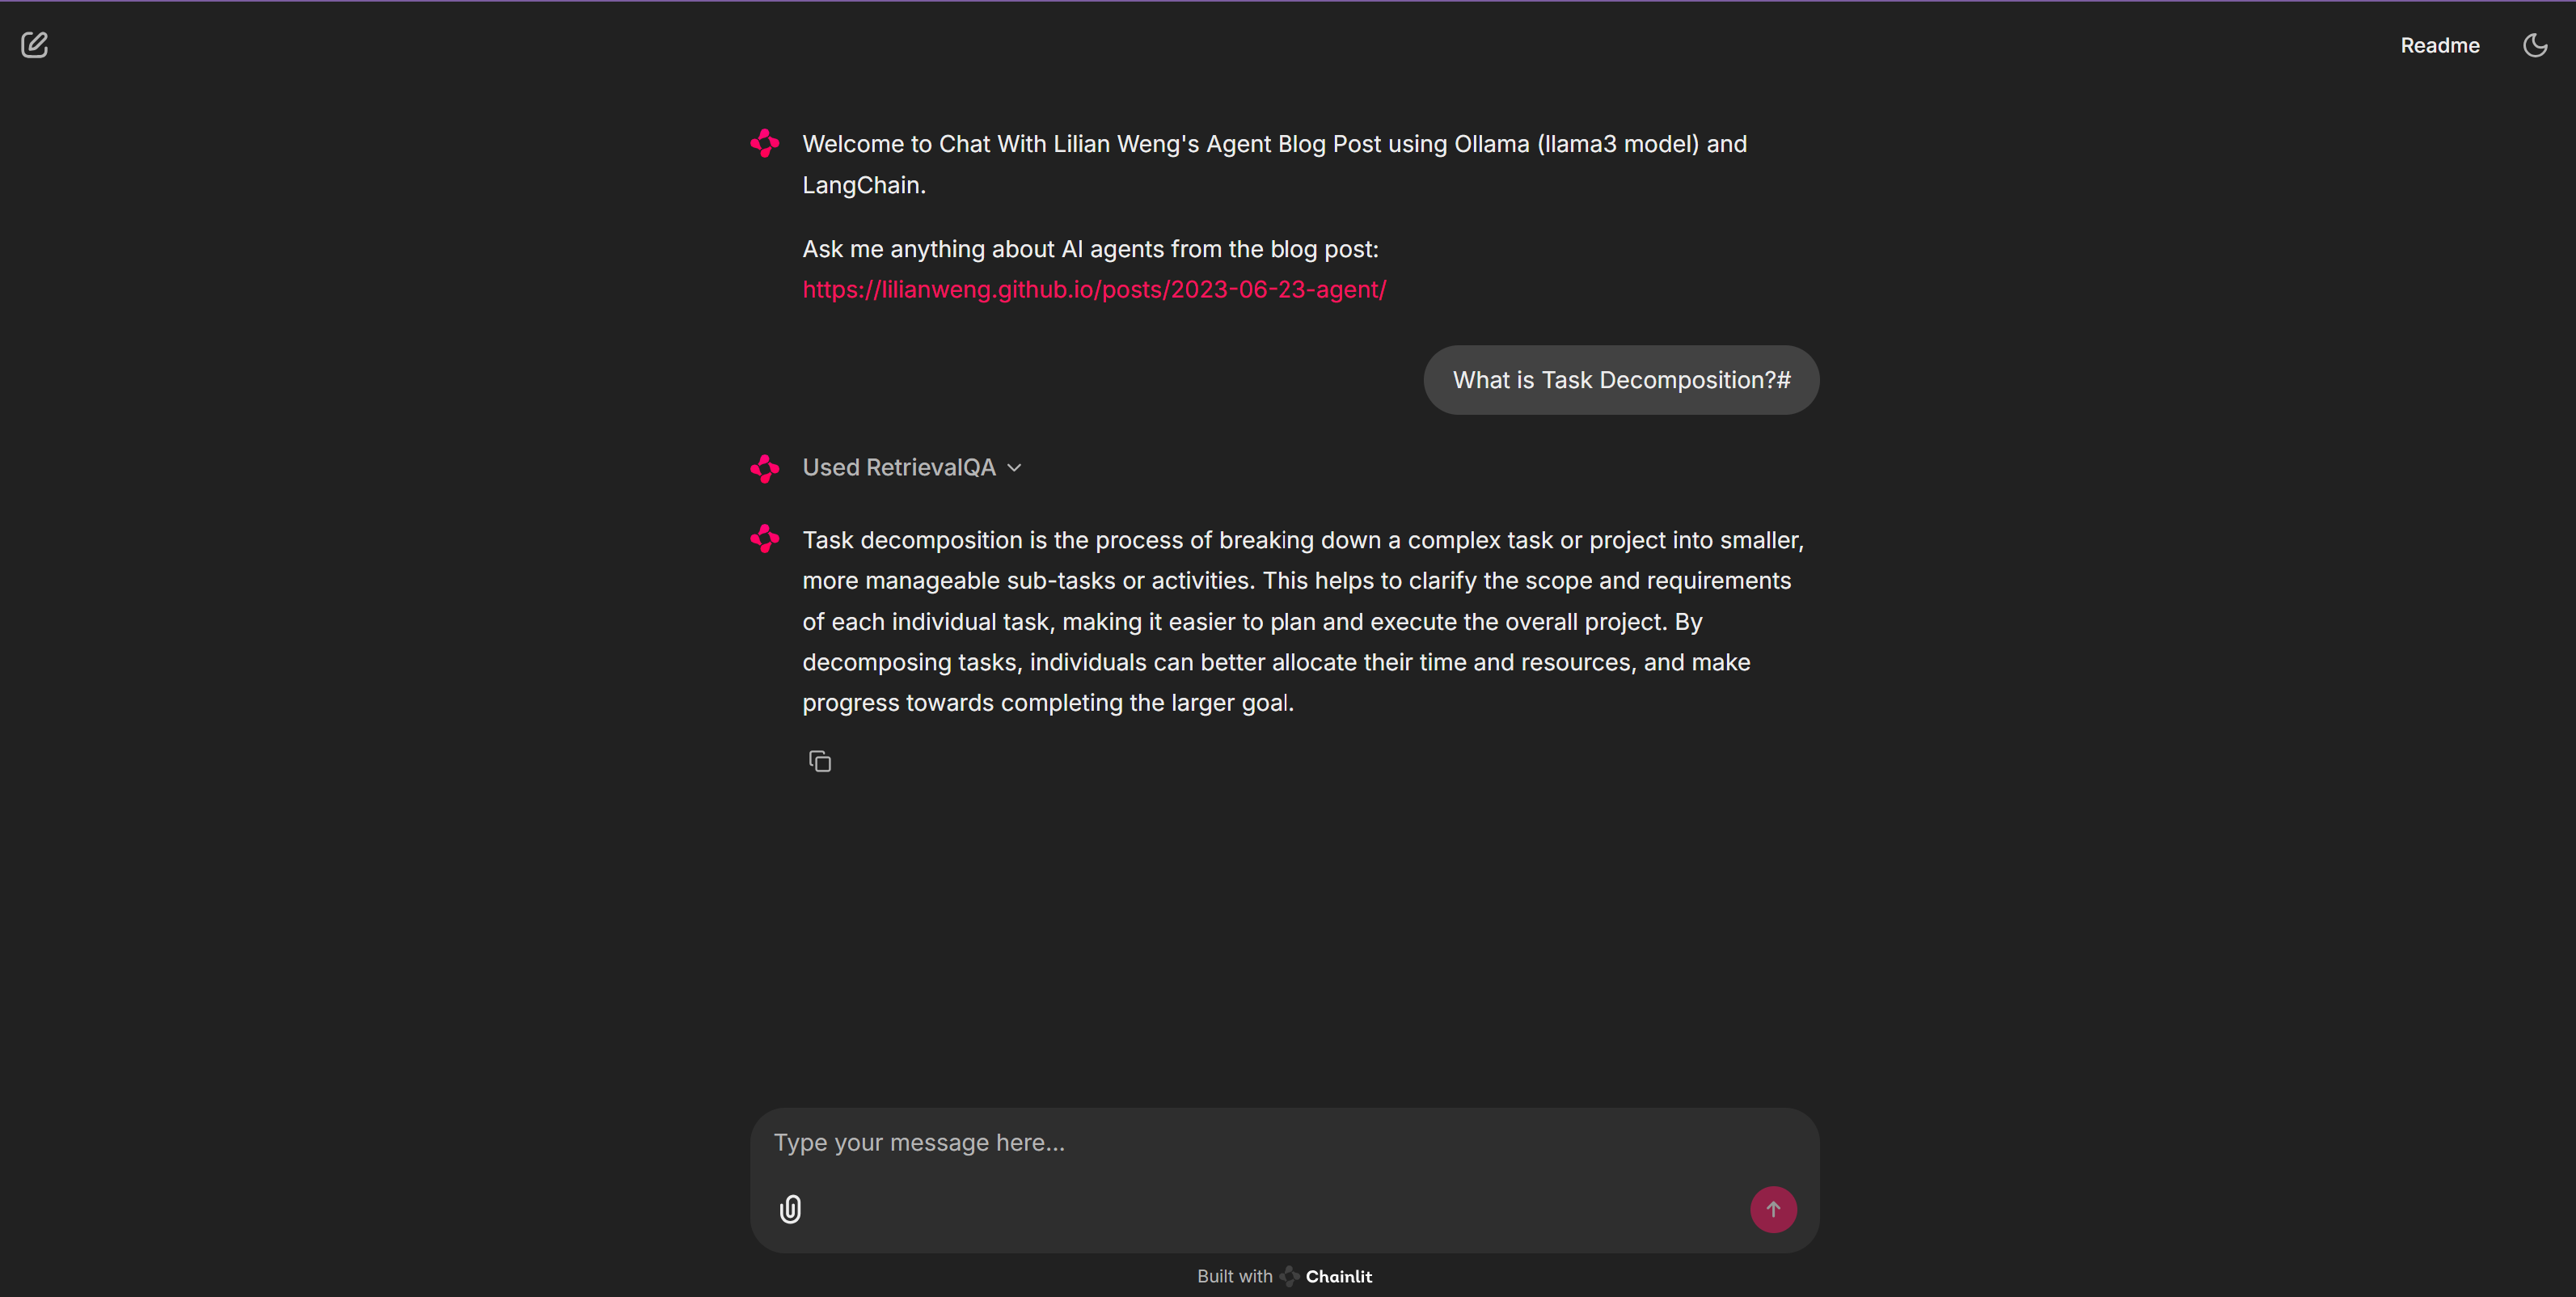 Readme
Welcome to Chat With Lilian Weng's Agent Blog Post using Ollama (llama3 model) and
LangChain.
Ask me anything about AI agents from the blog post:
https://lilianweng.github.io/posts/2023-06-23-agent/
What is Task Decomposition?#
Used RetrievalQA
Task decomposition is the process of breaking down a complex task or project into smaller,
more manageable sub-tasks or activities. This helps to clarify the scope and requirements
of each individual task, making it easier to plan and execute the overall project. By
decomposing tasks, individuals can better allocate their time and resources, and make
progress towards completing the larger goal.
Type your message here...
Built with Chainlit